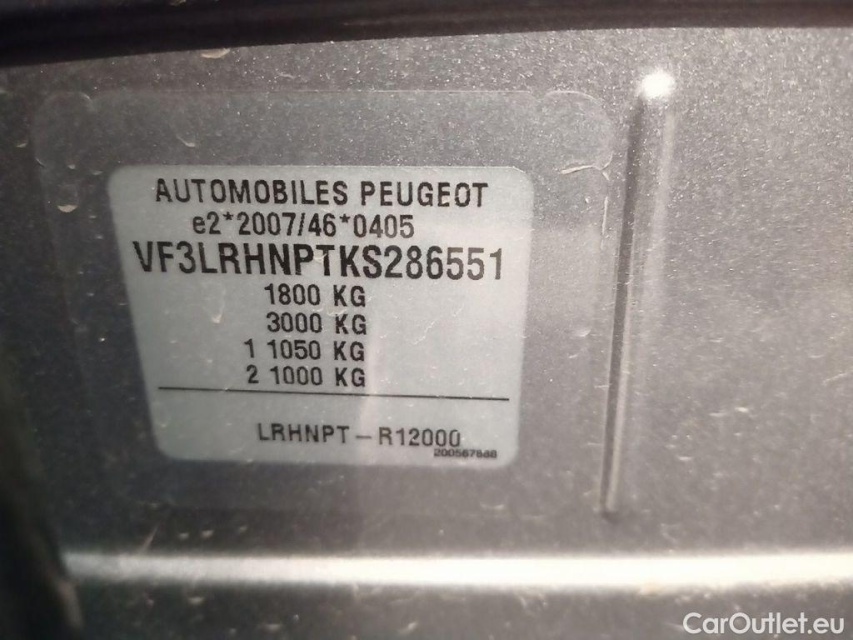 AUTOMOBILES PEUGEOT
e2*2007/46*0405
VF3LRHNPTKS286551
1800 KG
3000 KG
1 1050 KG
2 1000 KG
LRHNPT-R12000
CarOutlet.eu